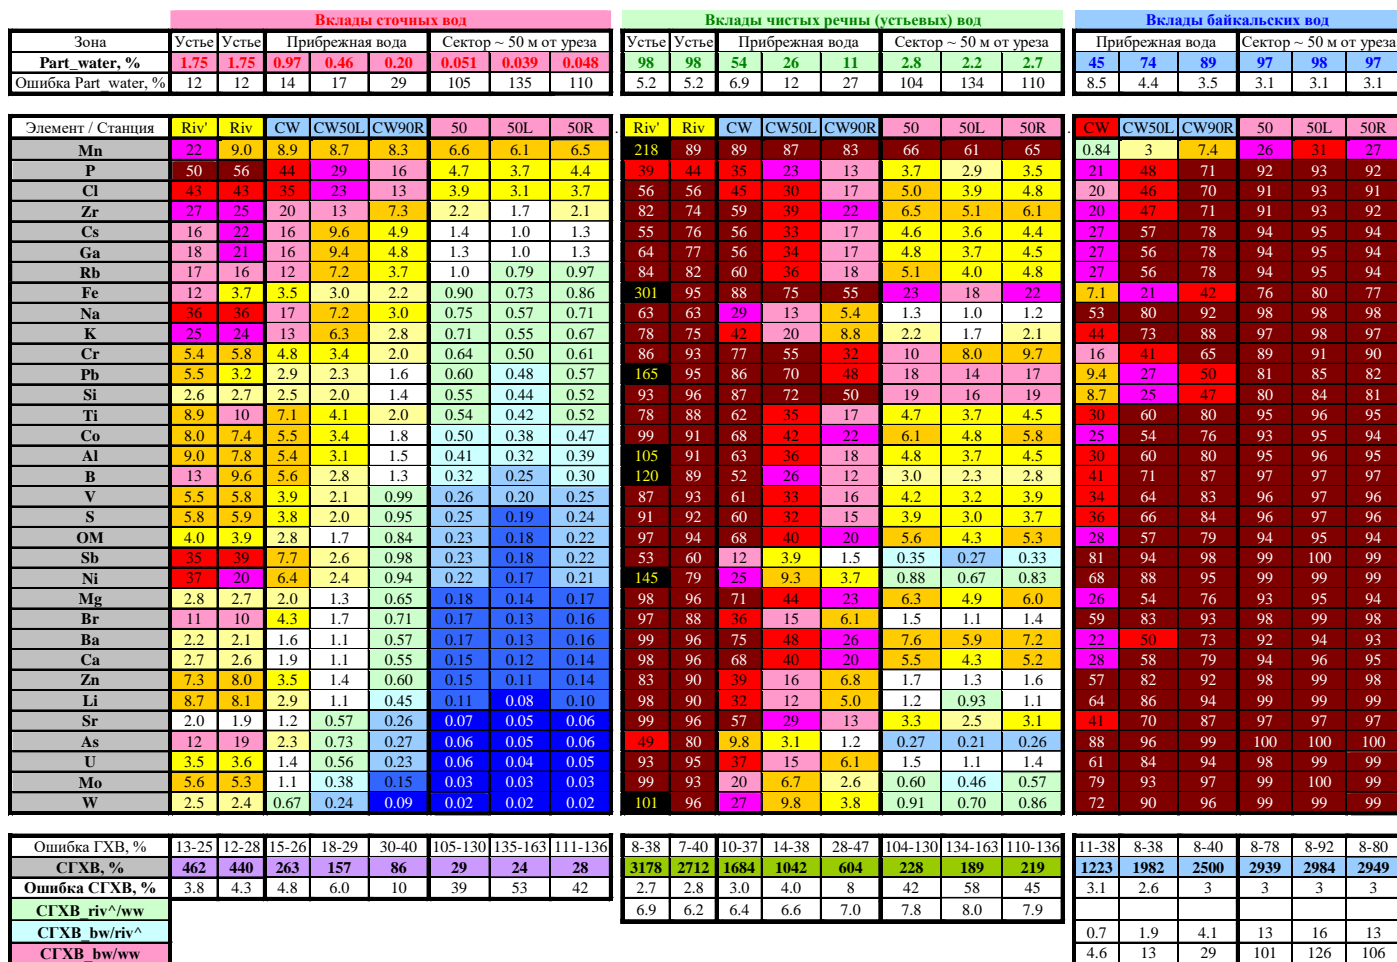 Вклады сточных вод Вклады чистых речны (устьевых) вод Вклады байкальских вод
Зона Устье Устье Прибрежная вода Сектор ~ 50 м от уреза Устье Устье Прибрежная вода Сектор ~ 50 м от уреза Прибрежная вода Сектор ~ 50 м от уреза
Part_water, % 1.75 1.75 0.97 0.46 0.20 0.051 0.039 0.048 98 98 54 26 11 2.8 2.2 2.7 45 74 89 97 98 97
Ошибка Part_water, % 12 12 14 17 29 105 135 110 5.2 5.2 6.9 12 27 104 134 110 8.5 4.4 3.5 3.1 3.1 3.1
Элемент / Станция Riv' Riv CW CW50L CW90R 50 50L 50R . Riv' Riv CW CW50L CW90R 50 50L 50R . CW CW50L CW90R 50 50L 50R
Mn 22 9.0 8.9 8.7 8.3 6.6 6.1 6.5 218 89 89 87 83 66 61 65 0.84 3 7.4 26 31 27
P 50 56 44 29 16 4.7 3.7 4.4 39 44 35 23 13 3.7 2.9 3.5 21 48 71 92 93 92
Cl 43 43 35 23 13 3.9 3.1 3.7 56 56 45 30 17 5.0 3.9 4.8 20 46 70 91 93 91
Zr 27 25 20 13 7.3 2.2 1.7 2.1 82 74 59 39 22 6.5 5.1 6.1 20 47 71 91 93 92
Cs 16 22 16 9.6 4.9 1.4 1.0 1.3 55 76 56 33 17 4.6 3.6 4.4 27 57 78 94 95 94
Ga 18 21 16 9.4 4.8 1.3 1.0 1.3 64 77 56 34 17 4.8 3.7 4.5 27 56 78 94 95 94
Rb 17 16 12 7.2 3.7 1.0 0.79 0.97 84 82 60 36 18 5.1 4.0 4.8 27 56 78 94 95 94
Fe 12 3.7 3.5 3.0 2.2 0.90 0.73 0.86 301 95 88 75 55 23 18 22 7.1 21 42 76 80 77
Na 36 36 17 7.2 3.0 0.75 0.57 0.71 63 63 29 13 5.4 1.3 1.0 1.2 53 80 92 98 98 98
K 25 24 13 6.3 2.8 0.71 0.55 0.67 78 75 42 20 8.8 2.2 1.7 2.1 44 73 88 97 98 97
Cr 5.4 5.8 4.8 3.4 2.0 0.64 0.50 0.61 86 93 77 55 32 10 8.0 9.7 16 41 65 89 91 90
Pb 5.5 3.2 2.9 2.3 1.6 0.60 0.48 0.57 165 95 86 70 48 18 14 17 9.4 27 50 81 85 82
Si 2.6 2.7 2.5 2.0 1.4 0.55 0.44 0.52 93 96 87 72 50 19 16 19 8.7 25 47 80 84 81
Ti 8.9 10 7.1 4.1 2.0 0.54 0.42 0.52 78 88 62 35 17 4.7 3.7 4.5 30 60 80 95 96 95
Co 8.0 7.4 5.5 3.4 1.8 0.50 0.38 0.47 99 91 68 42 22 6.1 4.8 5.8 25 54 76 93 95 94
Al 9.0 7.8 5.4 3.1 1.5 0.41 0.32 0.39 105 91 63 36 18 4.8 3.7 4.5 30 60 80 95 96 95
B 13 9.6 5.6 2.8 1.3 0.32 0.25 0.30 120 89 52 26 12 3.0 2.3 2.8 41 71 87 97 97 97
V 5.5 5.8 3.9 2.1 0.99 0.26 0.20 0.25 87 93 61 33 16 4.2 3.2 3.9 34 64 83 96 97 96
S 5.8 5.9 3.8 2.0 0.95 0.25 0.19 0.24 91 92 60 32 15 3.9 3.0 3.7 36 66 84 96 97 96
OM 4.0 3.9 2.8 1.7 0.84 0.23 0.18 0.22 97 94 68 40 20 5.6 4.3 5.3 28 57 79 94 95 94
Sb 35 39 7.7 2.6 0.98 0.23 0.18 0.22 53 60 12 3.9 1.5 0.35 0.27 0.33 81 94 98 99 100 99
Ni 37 20 6.4 2.4 0.94 0.22 0.17 0.21 145 79 25 9.3 3.7 0.88 0.67 0.83 68 88 95 99 99 99
Mg 2.8 2.7 2.0 1.3 0.65 0.18 0.14 0.17 98 96 71 44 23 6.3 4.9 6.0 26 54 76 93 95 94
Br 11 10 4.3 1.7 0.71 0.17 0.13 0.16 97 88 36 15 6.1 1.5 1.1 1.4 59 83 93 98 99 98
Ba 2.2 2.1 1.6 1.1 0.57 0.17 0.13 0.16 99 96 75 48 26 7.6 5.9 7.2 22 50 73 92 94 93
Ca 2.7 2.6 1.9 1.1 0.55 0.15 0.12 0.14 98 96 68 40 20 5.5 4.3 5.2 28 58 79 94 96 95
Zn 7.3 8.0 3.5 1.4 0.60 0.15 0.11 0.14 83 90 39 16 6.8 1.7 1.3 1.6 57 82 92 98 99 98
Li 8.7 8.1 2.9 1.1 0.45 0.11 0.08 0.10 98 90 32 12 5.0 1.2 0.93 1.1 64 86 94 99 99 99
Sr 2.0 1.9 1.2 0.57 0.26 0.07 0.05 0.06 99 96 57 29 13 3.3 2.5 3.1 41 70 87 97 97 97
As 12 19 2.3 0.73 0.27 0.06 0.05 0.06 49 80 9.8 3.1 1.2 0.27 0.21 0.26 88 96 99 100 100 100
U 3.5 3.6 1.4 0.56 0.23 0.06 0.04 0.05 93 95 37 15 6.1 1.5 1.1 1.4 61 84 94 98 99 99
Mo 5.6 5.3 1.1 0.38 0.15 0.03 0.03 0.03 99 93 20 6.7 2.6 0.60 0.46 0.57 79 93 97 99 100 99
W 2.5 2.4 0.67 0.24 0.09 0.02 0.02 0.02 101 96 27 9.8 3.8 0.91 0.70 0.86 72 90 96 99 99 99
Ошибка ГХВ, % 13-25 12-28 15-26 18-29 30-40 105-130 135-163 111-136 8-38 7-40 10-37 14-38 28-47 104-130 134-163 110-136 11-38 8-38 8-40 8-78 8-92 8-80
СГХВ, % 462 440 263 157 86 29 24 28 3178 2712 1684 1042 604 228 189 219 1223 1982 2500 2939 2984 2949
Ошибка СГХВ, % 3.8 4.3 4.8 6.0 10 39 53 42 2.7 2.8 3.0 4.0 8 42 58 45 3.1 2.6 3 3 3 3
СГХВ_riv^/ww 6.9 6.2 6.4 6.6 7.0 7.8 8.0 7.9
СГХВ_bw/riv^ 0.7 1.9 4.1 13 16 13
СГХВ_bw/ww 4.6 13 29 101 126 106